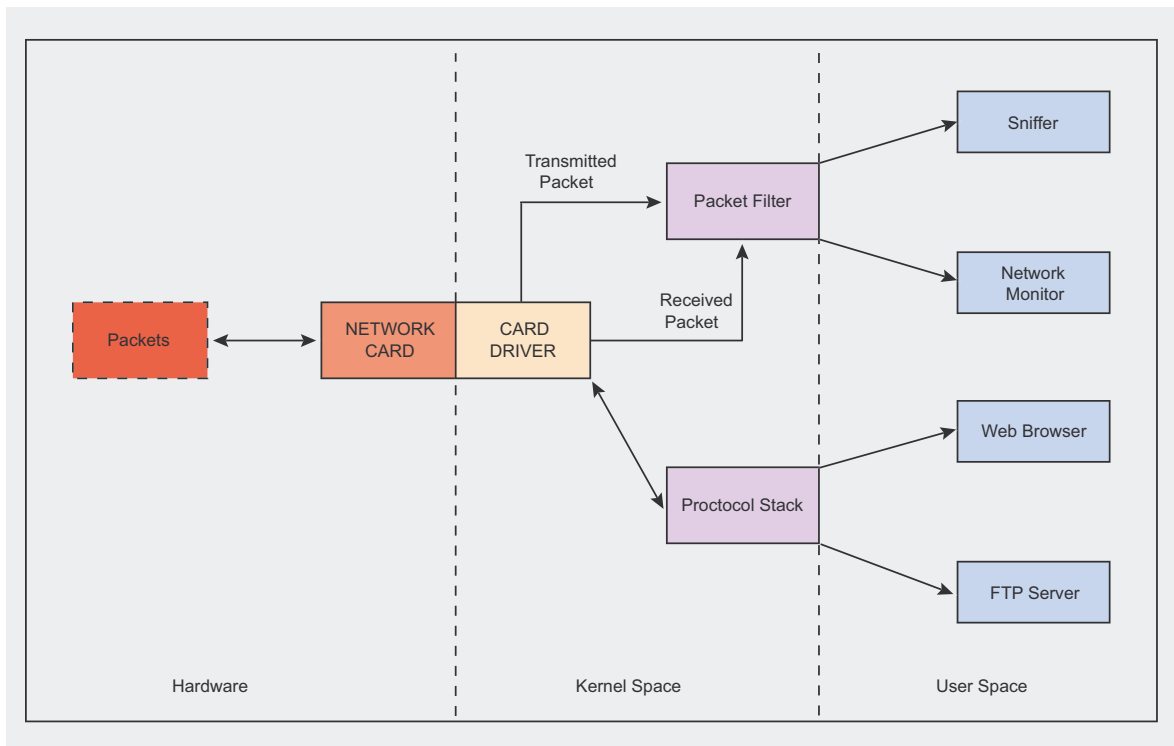 Sniffer
Transmitted
Packet
Packet Filter
Network
Monitor
Received
Packet
Packets
NETWORK
CARD
CARD
DRIVER
Web Browser
Proctocol Stack
FTP Server
Hardware
Kernel Space
User Space